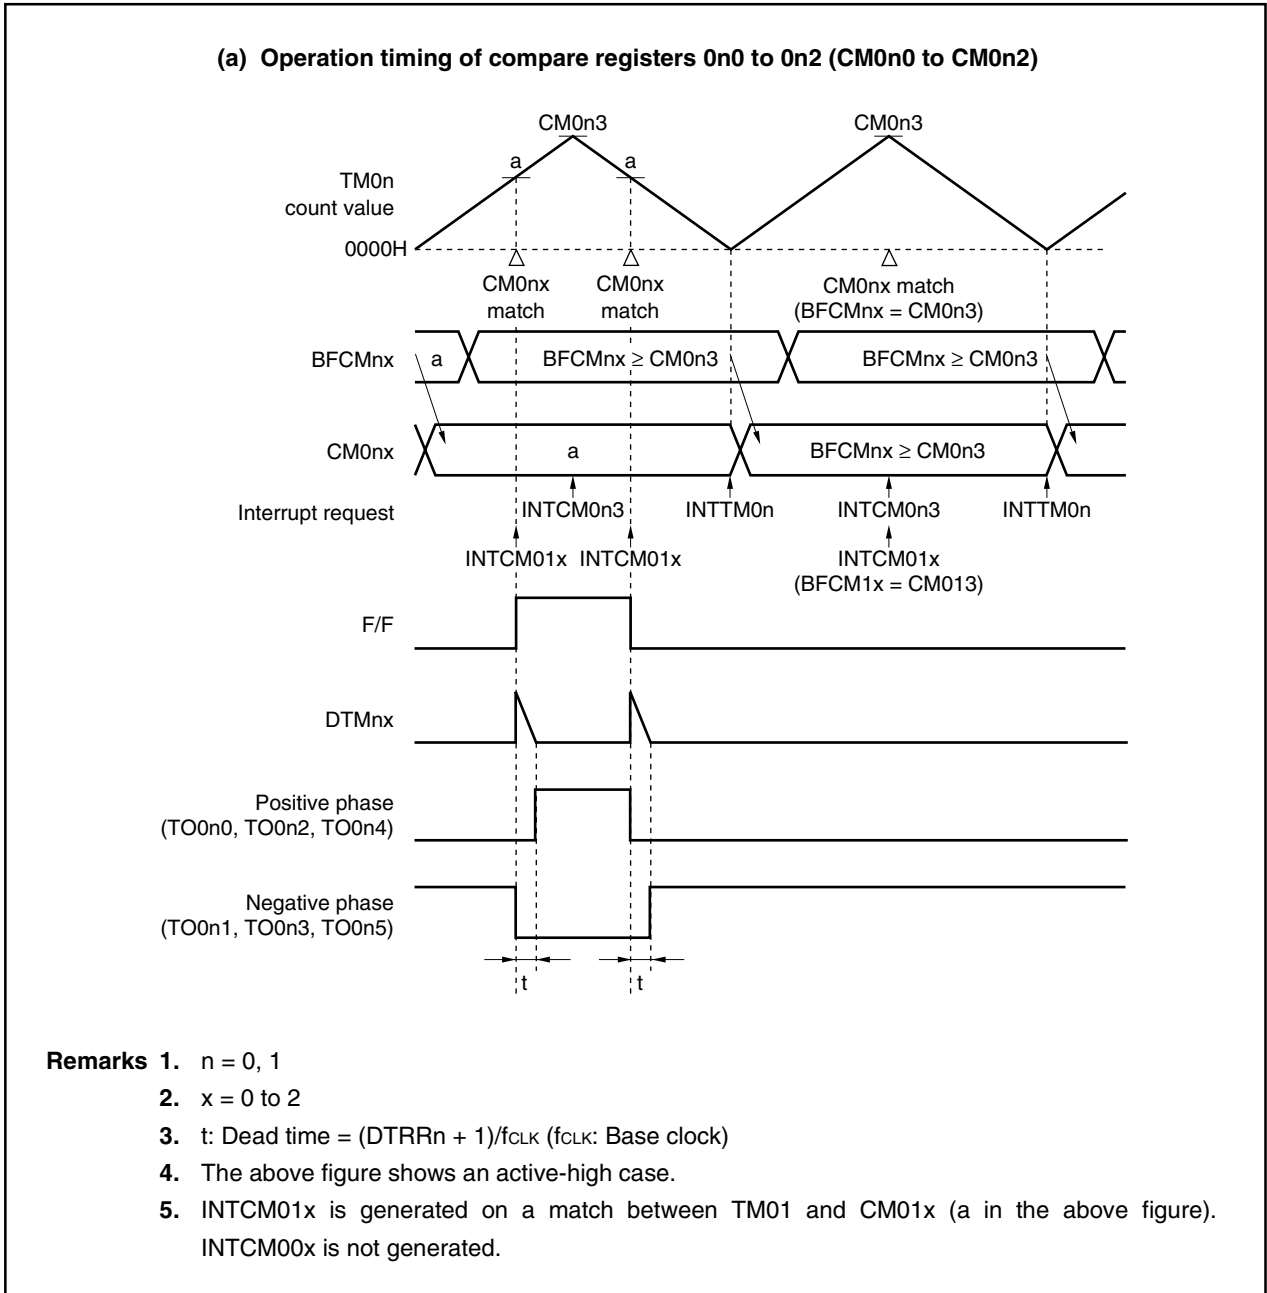 (a) Operation timing of compare registers 0n0 to 0n2 (CM0n0 to CM0n2)
CM0n3 CM0n3
a a
TM0n
count value
0000H
CM0nx
match
CM0nx
match
CM0nx match
(BFCMnx = CM0n3)
BFCMnx a BFCMnx ≥ CM0n3 BFCMnx ≥ CM0n3
CM0nx a BFCMnx ≥ CM0n3
Interrupt request INTCM0n3 INTTM0n INTCM0n3 INTTM0n
INTCM01x INTCM01x INTCM01x
(BFCM1x = CM013)
F/F
DTMnx
Positive phase
(TO0n0, TO0n2, TO0n4)
Negative phase
(TO0n1, TO0n3, TO0n5)
t t
Remarks 1. n = 0, 1
2. x = 0 to 2
3. t: Dead time = (DTRRn + 1)/fCLK (fCLK: Base clock)
4. The above figure shows an active-high case.
5. INTCM01x is generated on a match between TM01 and CM01x (a in the above figure).
INTCM00x is not generated.